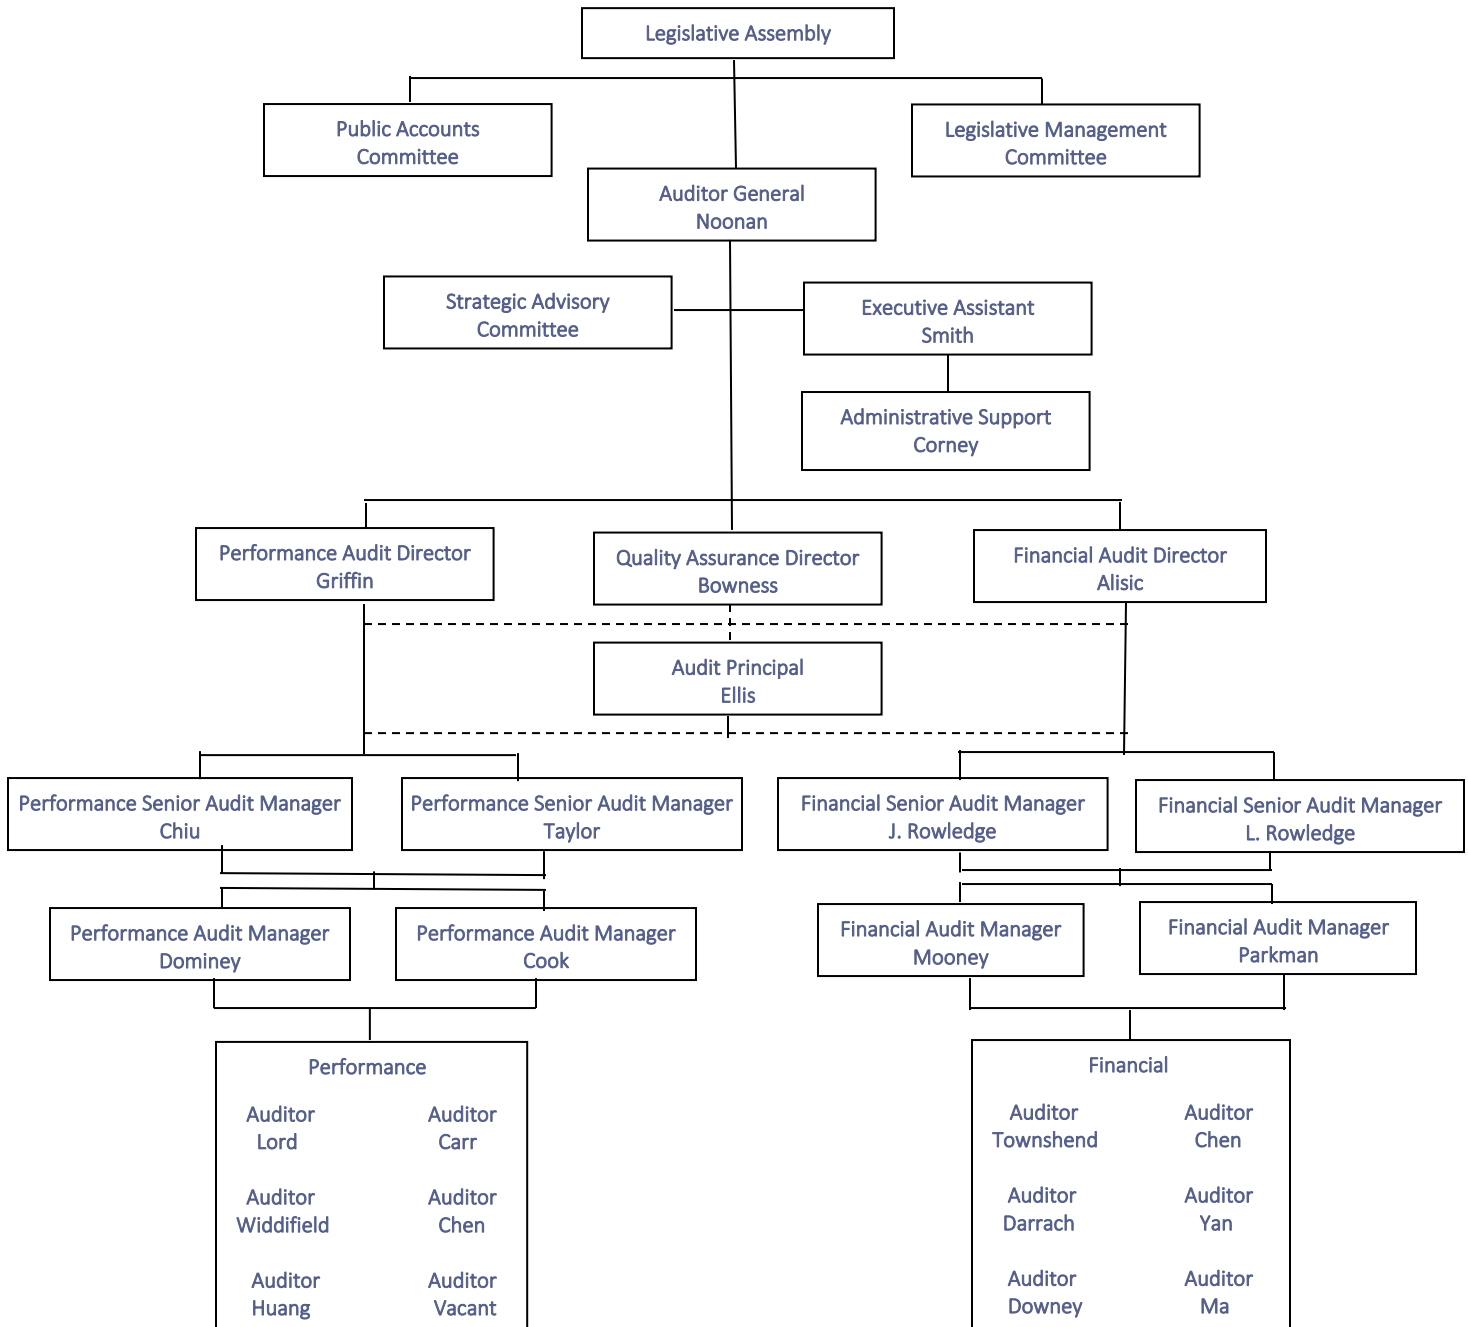 Legislative Assembly
Public Accounts
Committee
Legislative Management
Committee
Auditor General
Noonan
Strategic Advisory
Committee
Executive Assistant
Smith
Administrative Support
Corney
Performance Audit Director
Griffin
Quality Assurance Director
Bowness
Financial Audit Director
Alisic
Audit Principal
Ellis
Performance Senior Audit Manager
Chiu
Performance Senior Audit Manager
Taylor
Financial Senior Audit Manager
J. Rowledge
Financial Senior Audit Manager
L. Rowledge
Performance Audit Manager
Dominey
Performance Audit Manager
Cook
Financial Audit Manager
Mooney
Financial Audit Manager
Parkman
Performance
Auditor Auditor
Lord Carr
Auditor Auditor
Widdifield Chen
Auditor Auditor
Huang Vacant
Financial
Auditor Auditor
Townshend Chen
Auditor Auditor
Darrach Yan
Auditor Auditor
Downey Ma